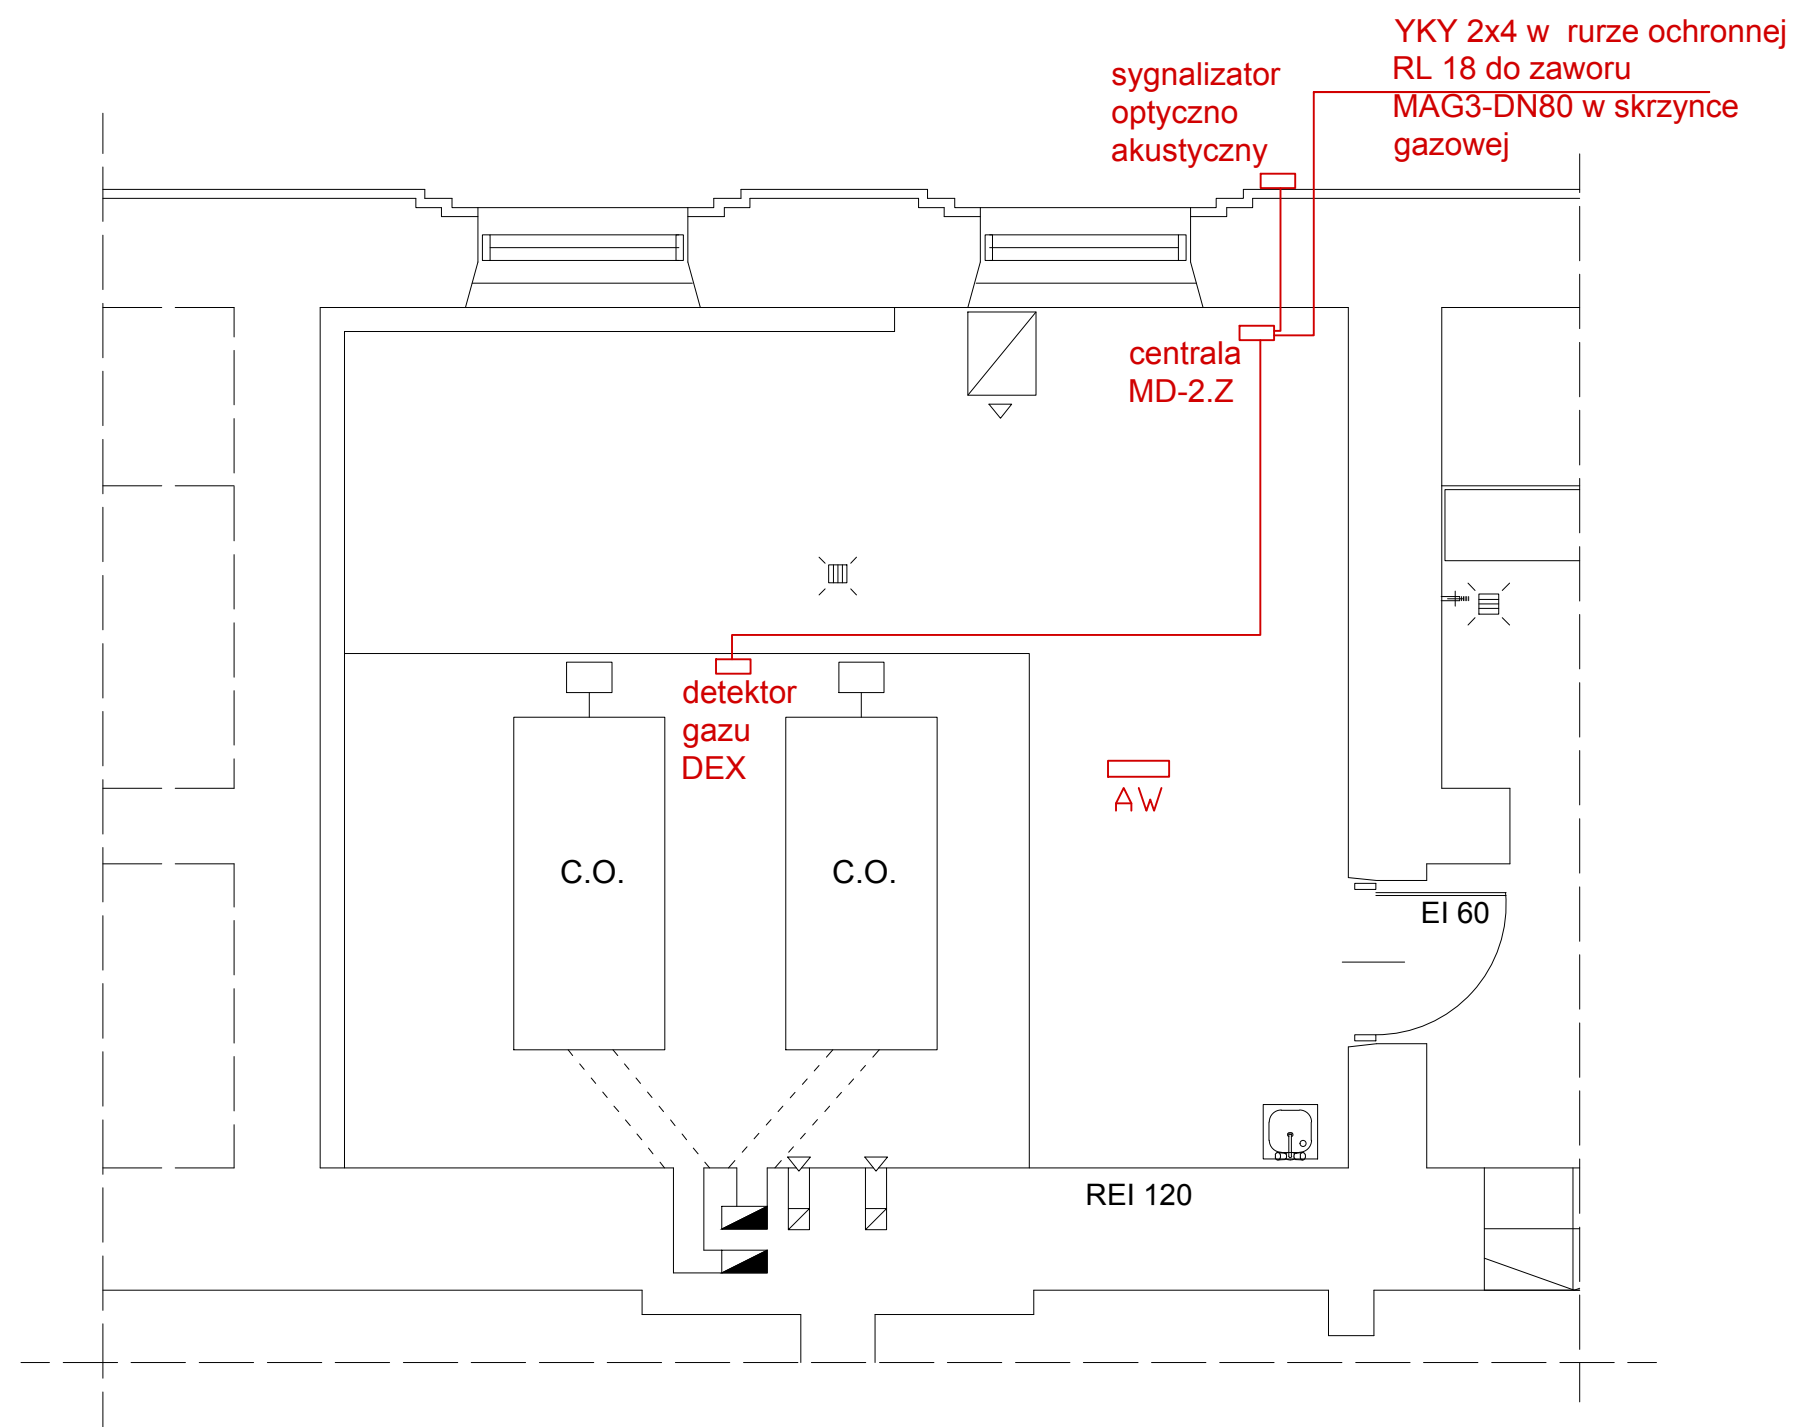 YKY 2x4 w rurze ochronnej
RL 18 do zaworu
MAG3-DN80 w skrzynce
gazowej
sygnalizator
optyczno
akustyczny
centrala
MD-2.Z
detektor
gazu
DEX
AW
C.O.
C.O.
EI 60
REI 120